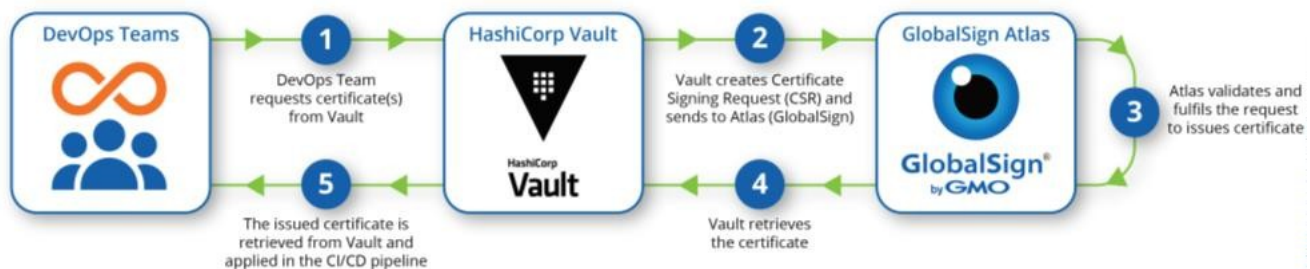 DevOps Teams
1
DevOps Team
requests certificate(s)
from Vault
HashiCorp Vault
HashiCorp
Vault
2
Vault creates Certificate
Signing Request (CSR) and
sends to Atlas (GlobalSign)
GlobalSign Atlas
GlobalSign®
by GMO
3
Atlas validates and
fulfils the request
to issues certificate
4
Vault retrieves
the certificate
5
The issued certificate is
retrieved from Vault and
applied in the CI/CD pipeline